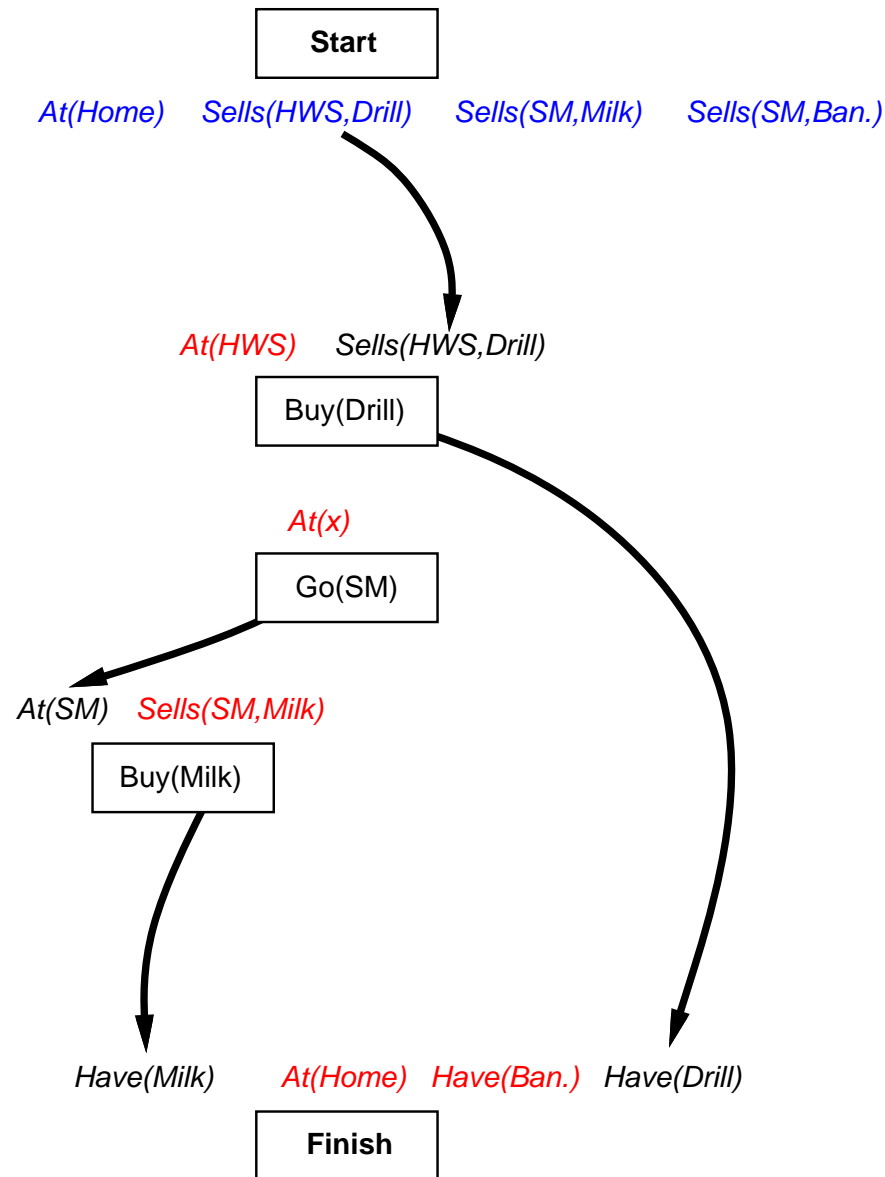 Start
At(Home) Sells(HWS,Drill) Sells(SM,Milk) Sells(SM,Ban.)
At(HWS) Sells(HWS,Drill)
Buy(Drill)
At(x)
Go(SM)
At(SM) Sells(SM,Milk)
Buy(Milk)
Have(Milk) At(Home) Have(Ban.) Have(Drill)
Finish